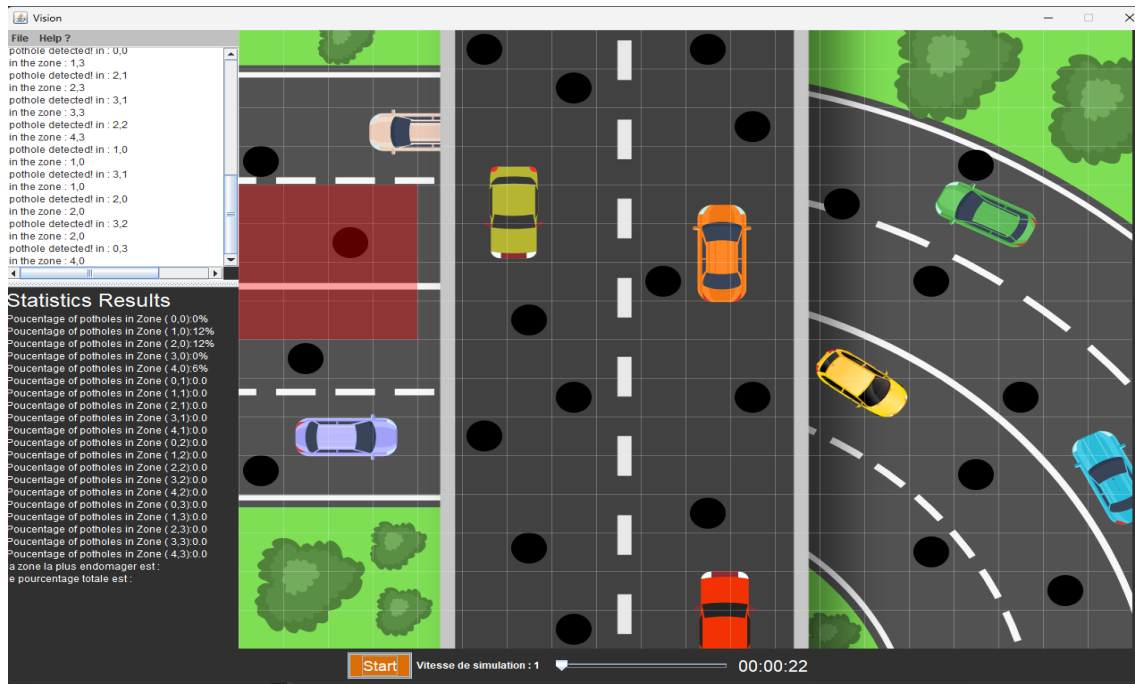 Vision
File Help ?
pothole detected! in : 0,0
in the zone : 1,3
pothole detected! in : 2,1
in the zone : 2,3
pothole detected! in : 3,1
in the zone : 3,3
pothole detected! in : 2,2
in the zone : 4,3
pothole detected! in : 1,0
in the zone : 1,0
pothole detected! in : 3,1
in the zone : 1,0
pothole detected! in : 2,0
in the zone : 2,0
pothole detected! in : 3,2
in the zone : 2,0
pothole detected! in : 0,3
in the zone : 4,0
Statistics Results
Poucentage of potholes in Zone ( 0,0):0%
Poucentage of potholes in Zone ( 1,0):12%
Poucentage of potholes in Zone ( 2,0):12%
Poucentage of potholes in Zone ( 3,0):0%
Poucentage of potholes in Zone ( 4,0):6%
Poucentage of potholes in Zone ( 0,1):0.0
Poucentage of potholes in Zone ( 1,1):0.0
Poucentage of potholes in Zone ( 2,1):0.0
Poucentage of potholes in Zone ( 3,1):0.0
Poucentage of potholes in Zone ( 4,1):0.0
Poucentage of potholes in Zone ( 0,2):0.0
Poucentage of potholes in Zone ( 1,2):0.0
Poucentage of potholes in Zone ( 2,2):0.0
Poucentage of potholes in Zone ( 3,2):0.0
Poucentage of potholes in Zone ( 4,2):0.0
Poucentage of potholes in Zone ( 0,3):0.0
Poucentage of potholes in Zone ( 1,3):0.0
Poucentage of potholes in Zone ( 2,3):0.0
Poucentage of potholes in Zone ( 3,3):0.0
Poucentage of potholes in Zone ( 4,3):0.0
a zone la plus endomager est :
e pourcentage totale est :
Start Vitesse de simulation : 1 00:00:22